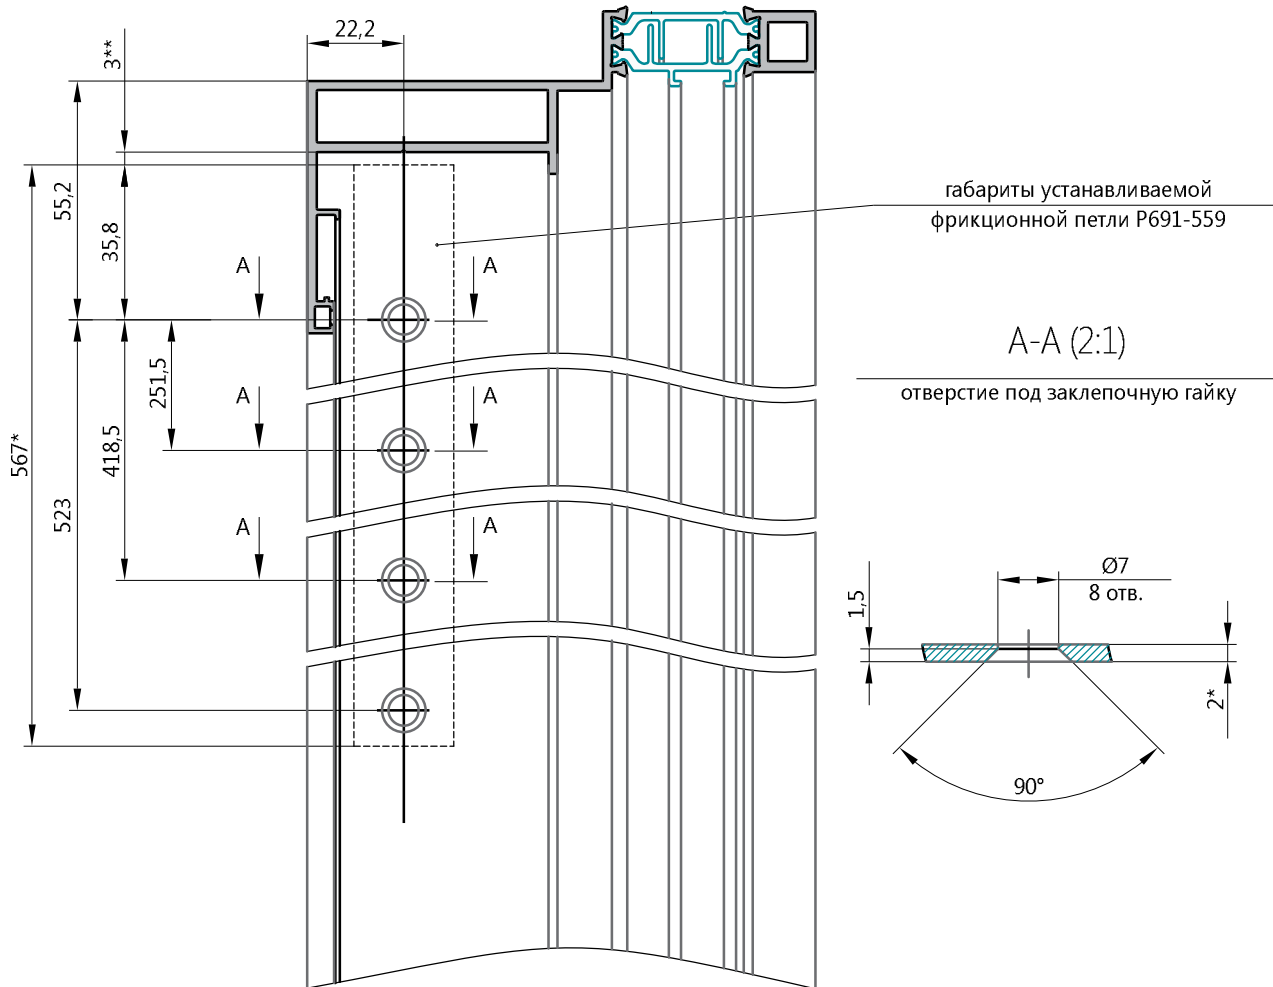 22,2
3**
55,2
35,8
габариты устанавливаемой
фрикционной петли P691-559
A
A
A-A (2:1)
отверстие под заклепочную гайку
251,5
A
A
418,5
567*
523
A
A
Ø7
8 отв.
1,5
2*
90°